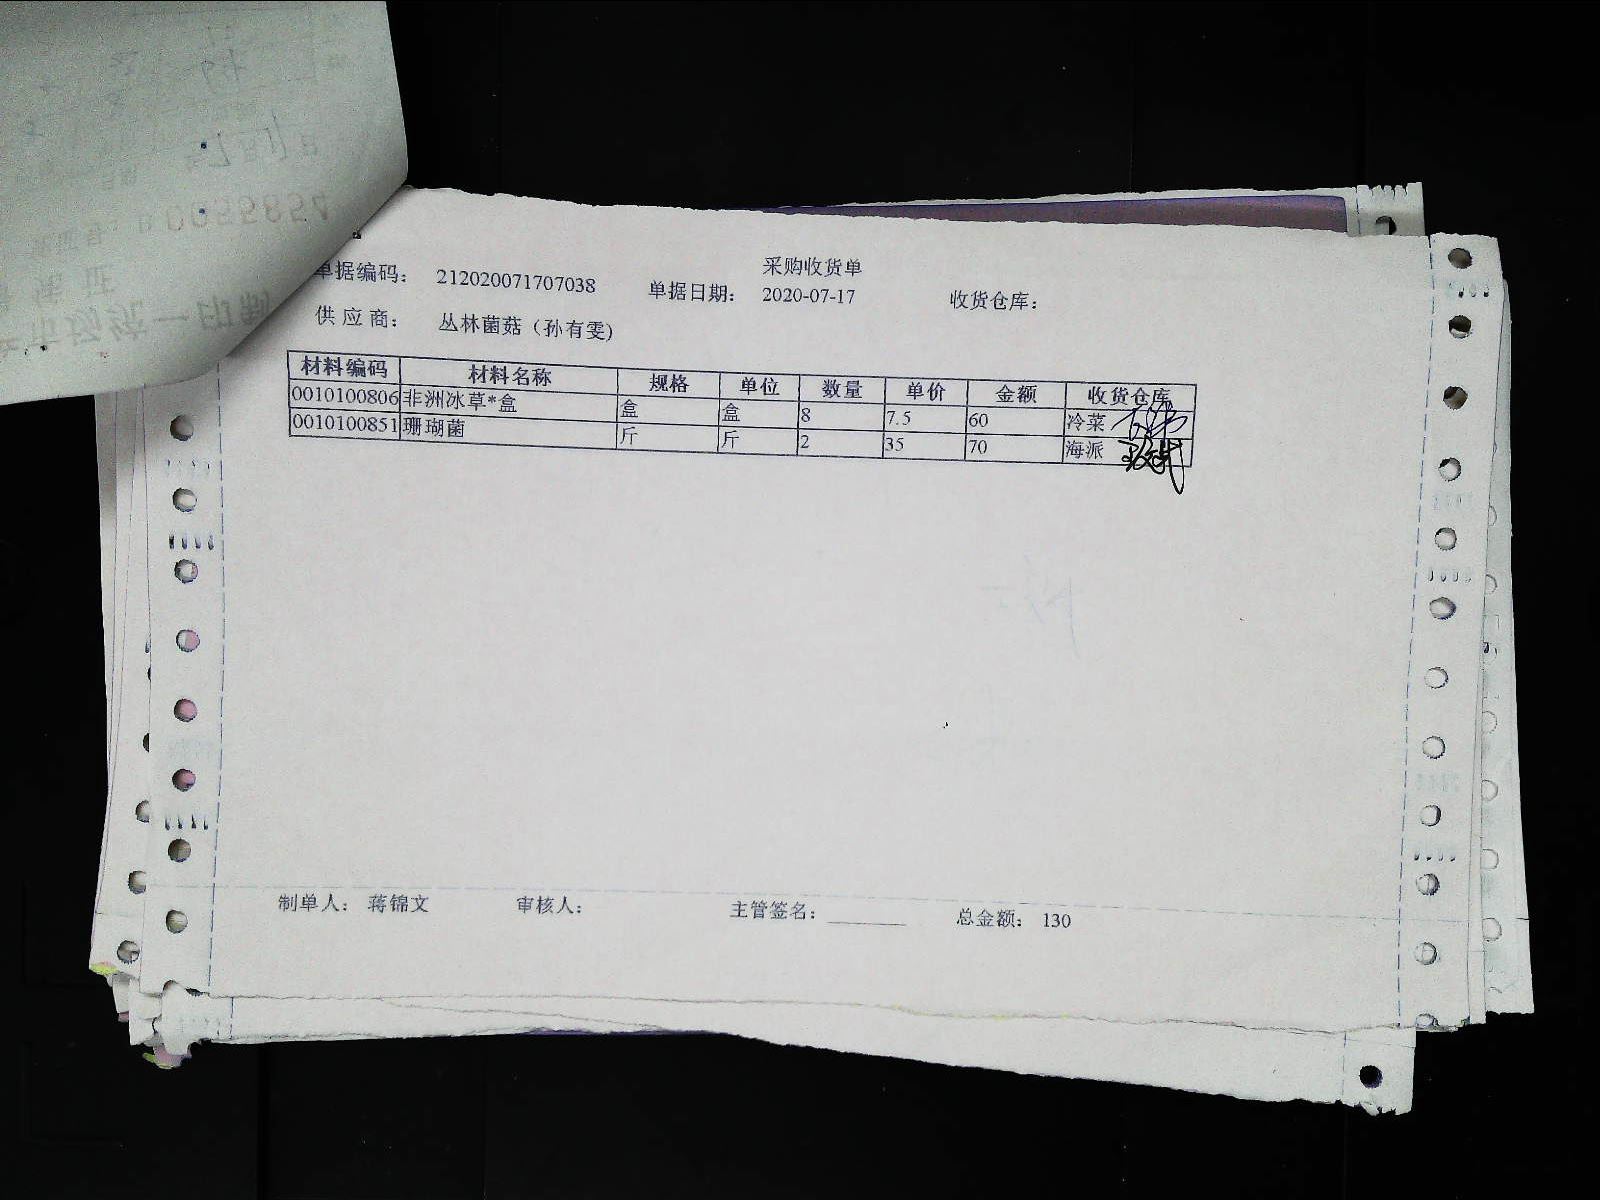 采购收货单
单据编码： 212020071707038 单据日期： 2020-07-17 收货仓库：
供 应 商： 丛林菌菇（孙有雯）
材料编码 材料名称 规格 单位 数量 单价 金额 收货仓库
0010100806 非洲冰草*盒 盒 盒 8 7.5 60 冷菜
0010100851 珊瑚菌 斤 斤 2 35 70 海派
制单人： 蒋锦文 审核人： 主管签名： 总金额： 130